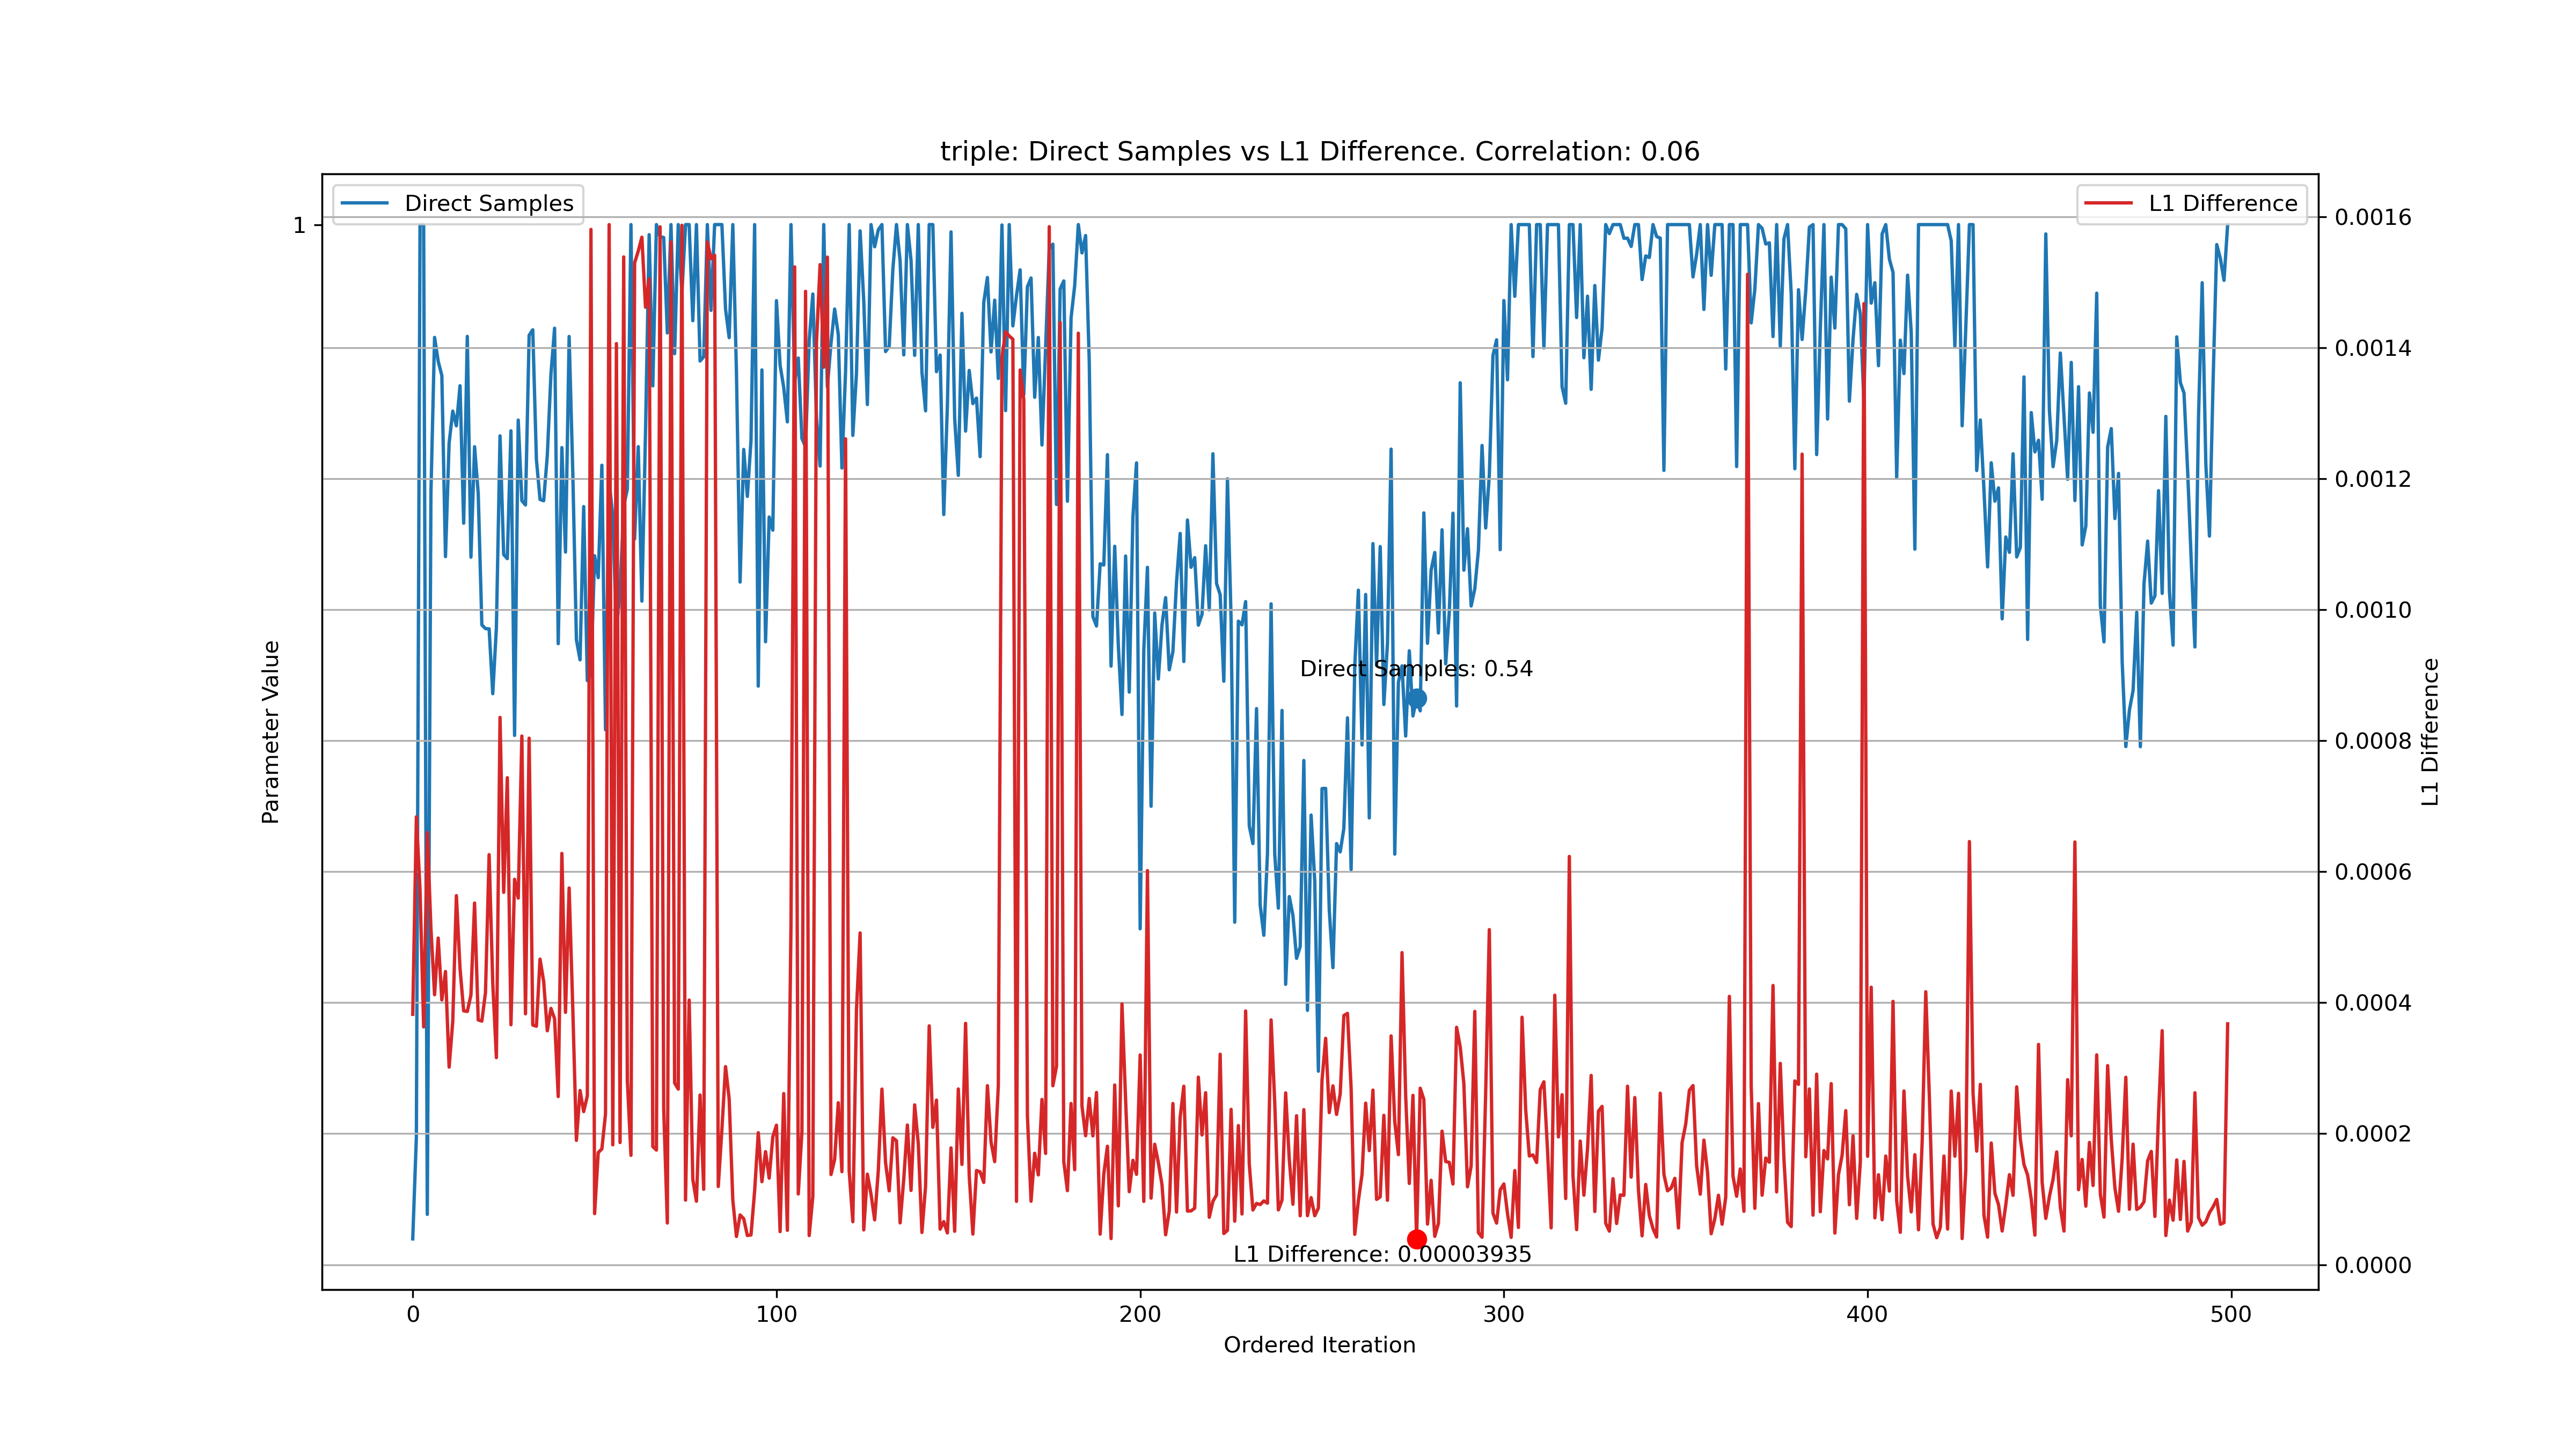 triple: Direct Samples vs L1 Difference. Correlation: 0.06
Direct Samples
L1 Difference
1
0.0016
0.0014
0.0012
0.0010
0.0008
0.0006
0.0004
0.0002
0.0000
Parameter Value
L1 Difference
Direct Samples: 0.54
L1 Difference: 0.00003935
0 100 200 300 400 500
Ordered Iteration